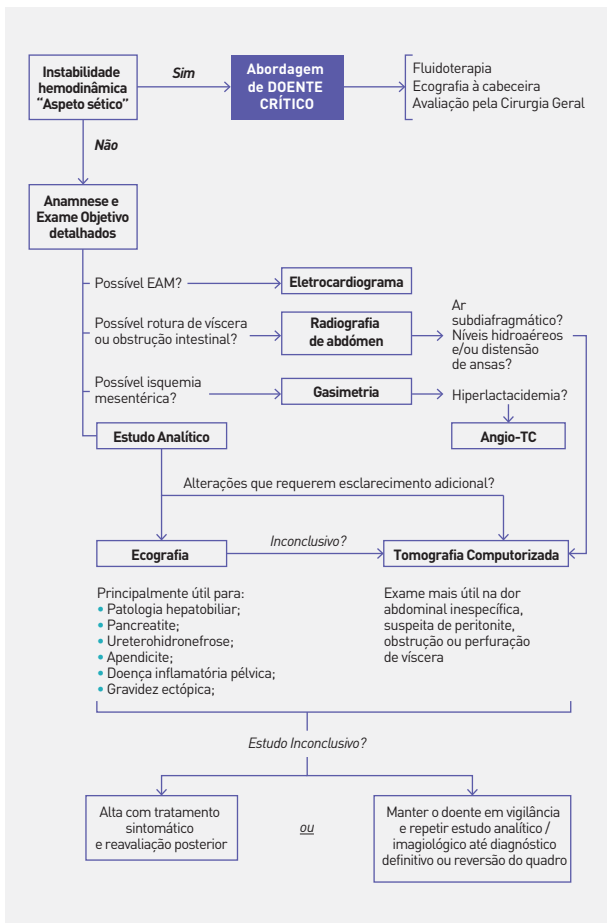 Instabilidade
hemodinâmica
“Aspeto sético”
Sim
Abordagem
de DOENTE
CRÍTICO
Fluidoterapia
Ecografia à cabeceira
Avaliação pela Cirurgia Geral
Não
Anamnese e
Exame Objetivo
detalhados
Possível EAM?
Eletrocardiograma
Possível rotura de víscera
ou obstrução intestinal?
Radiografia
de abdómen
Ar
subdiafragmático?
Níveis hidroaéreos
e/ou distensão
de ansas?
Possível isquemia
mesentérica?
Gasimetria
Hiperlactacidemia?
Angio-TC
Estudo Analítico
Alterações que requerem esclarecimento adicional?
Ecografia
Inconclusivo?
Tomografia Computorizada
Principalmente útil para:
• Patologia hepatobiliar;
• Pancreatite;
• Ureterohidronefrose;
• Apendicite;
• Doença inflamatória pélvica;
• Gravidez ectópica;
Exame mais útil na dor
abdominal inespecífica,
suspeita de peritonite,
obstrução ou perfuração
de víscera
Estudo Inconclusivo?
Alta com tratamento
sintomático
e reavaliação posterior
ou
Manter o doente em vigilância
e repetir estudo analítico /
imagiológico até diagnóstico
definitivo ou reversão do quadro